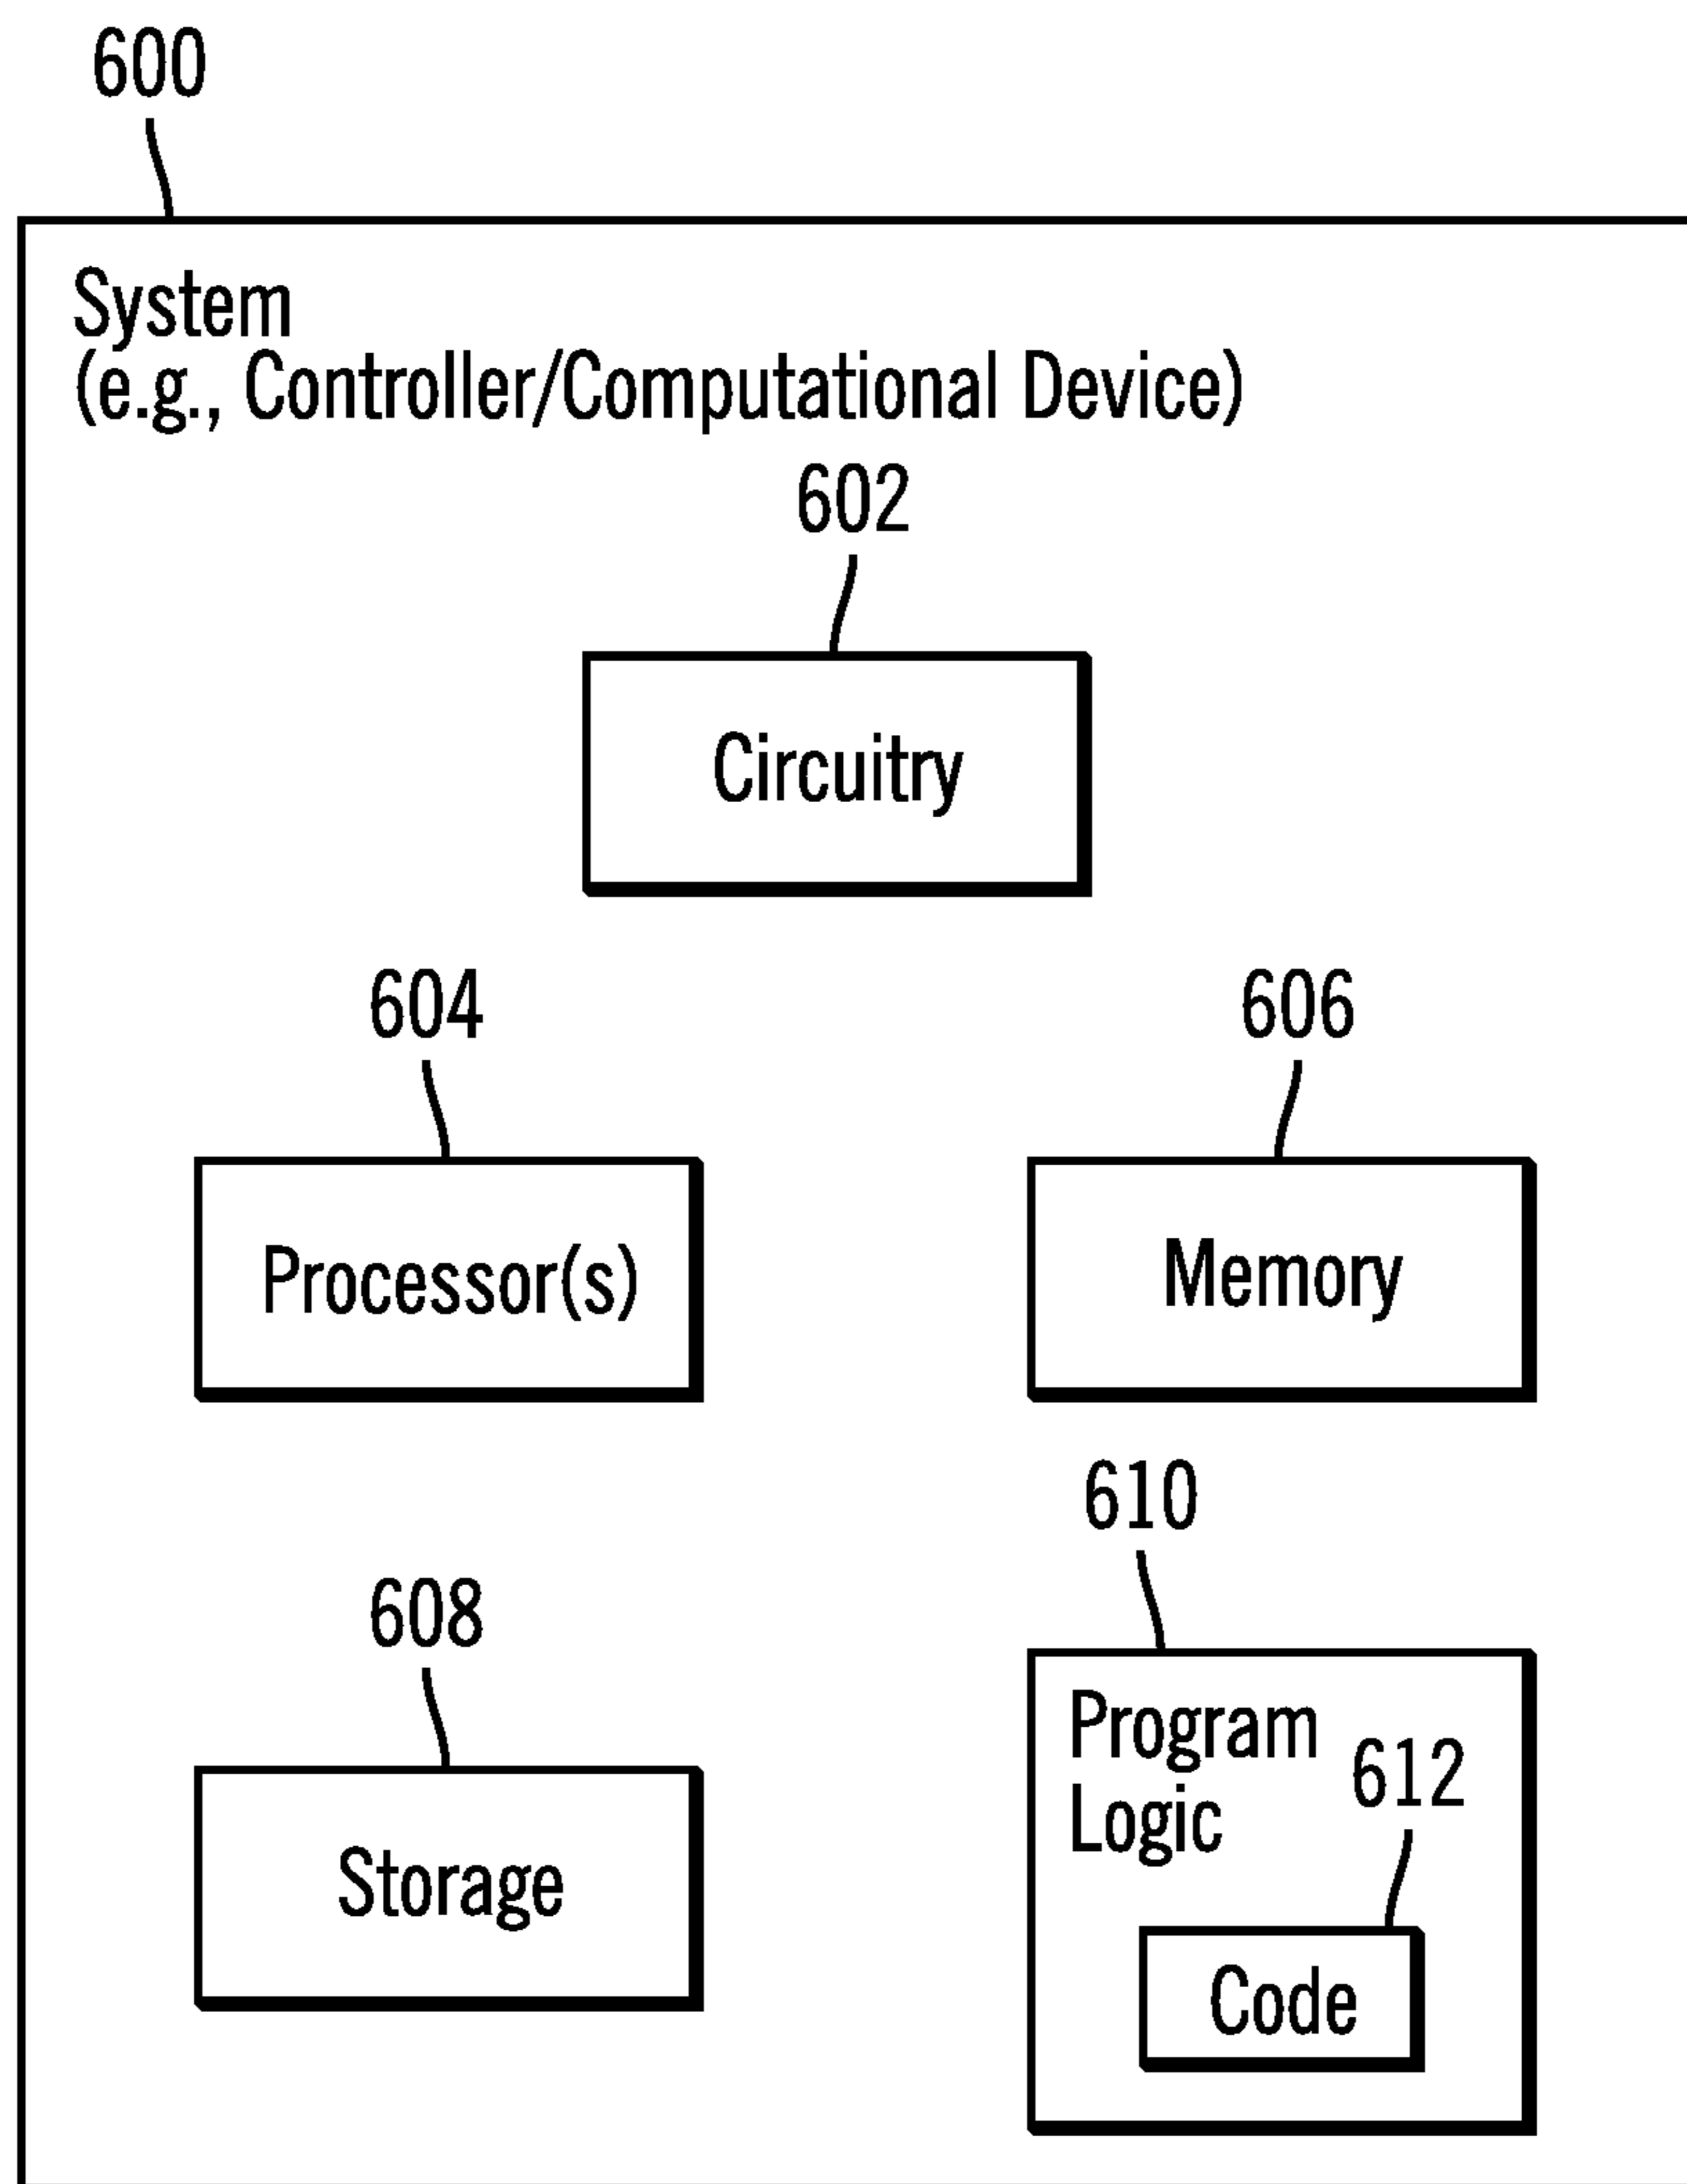 600
System
(e.g., Controller/Computational Device)
602
Circuitry
604
606
Processor(s)
Memory
610
608
Program
Logic
612
Storage
Code